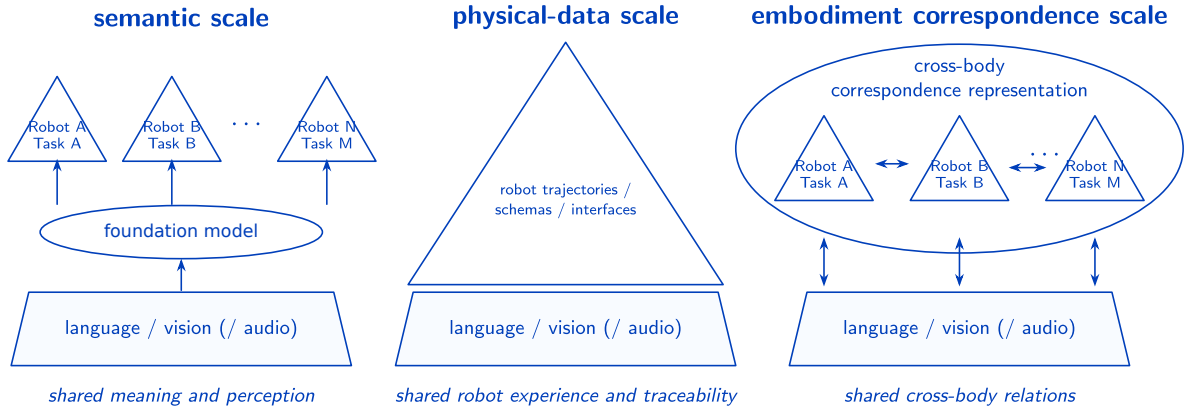 semantic scale
physical-data scale
embodiment correspondence scale
Robot A
Task A
Robot B
Task B
...
Robot N
Task M
foundation model
language / vision (/ audio)
shared meaning and perception
robot trajectories /
schemas / interfaces
language / vision (/ audio)
shared robot experience and traceability
cross-body
correspondence representation
Robot A
Task A
Robot B
Task B
...
Robot N
Task M
language / vision (/ audio)
shared cross-body relations